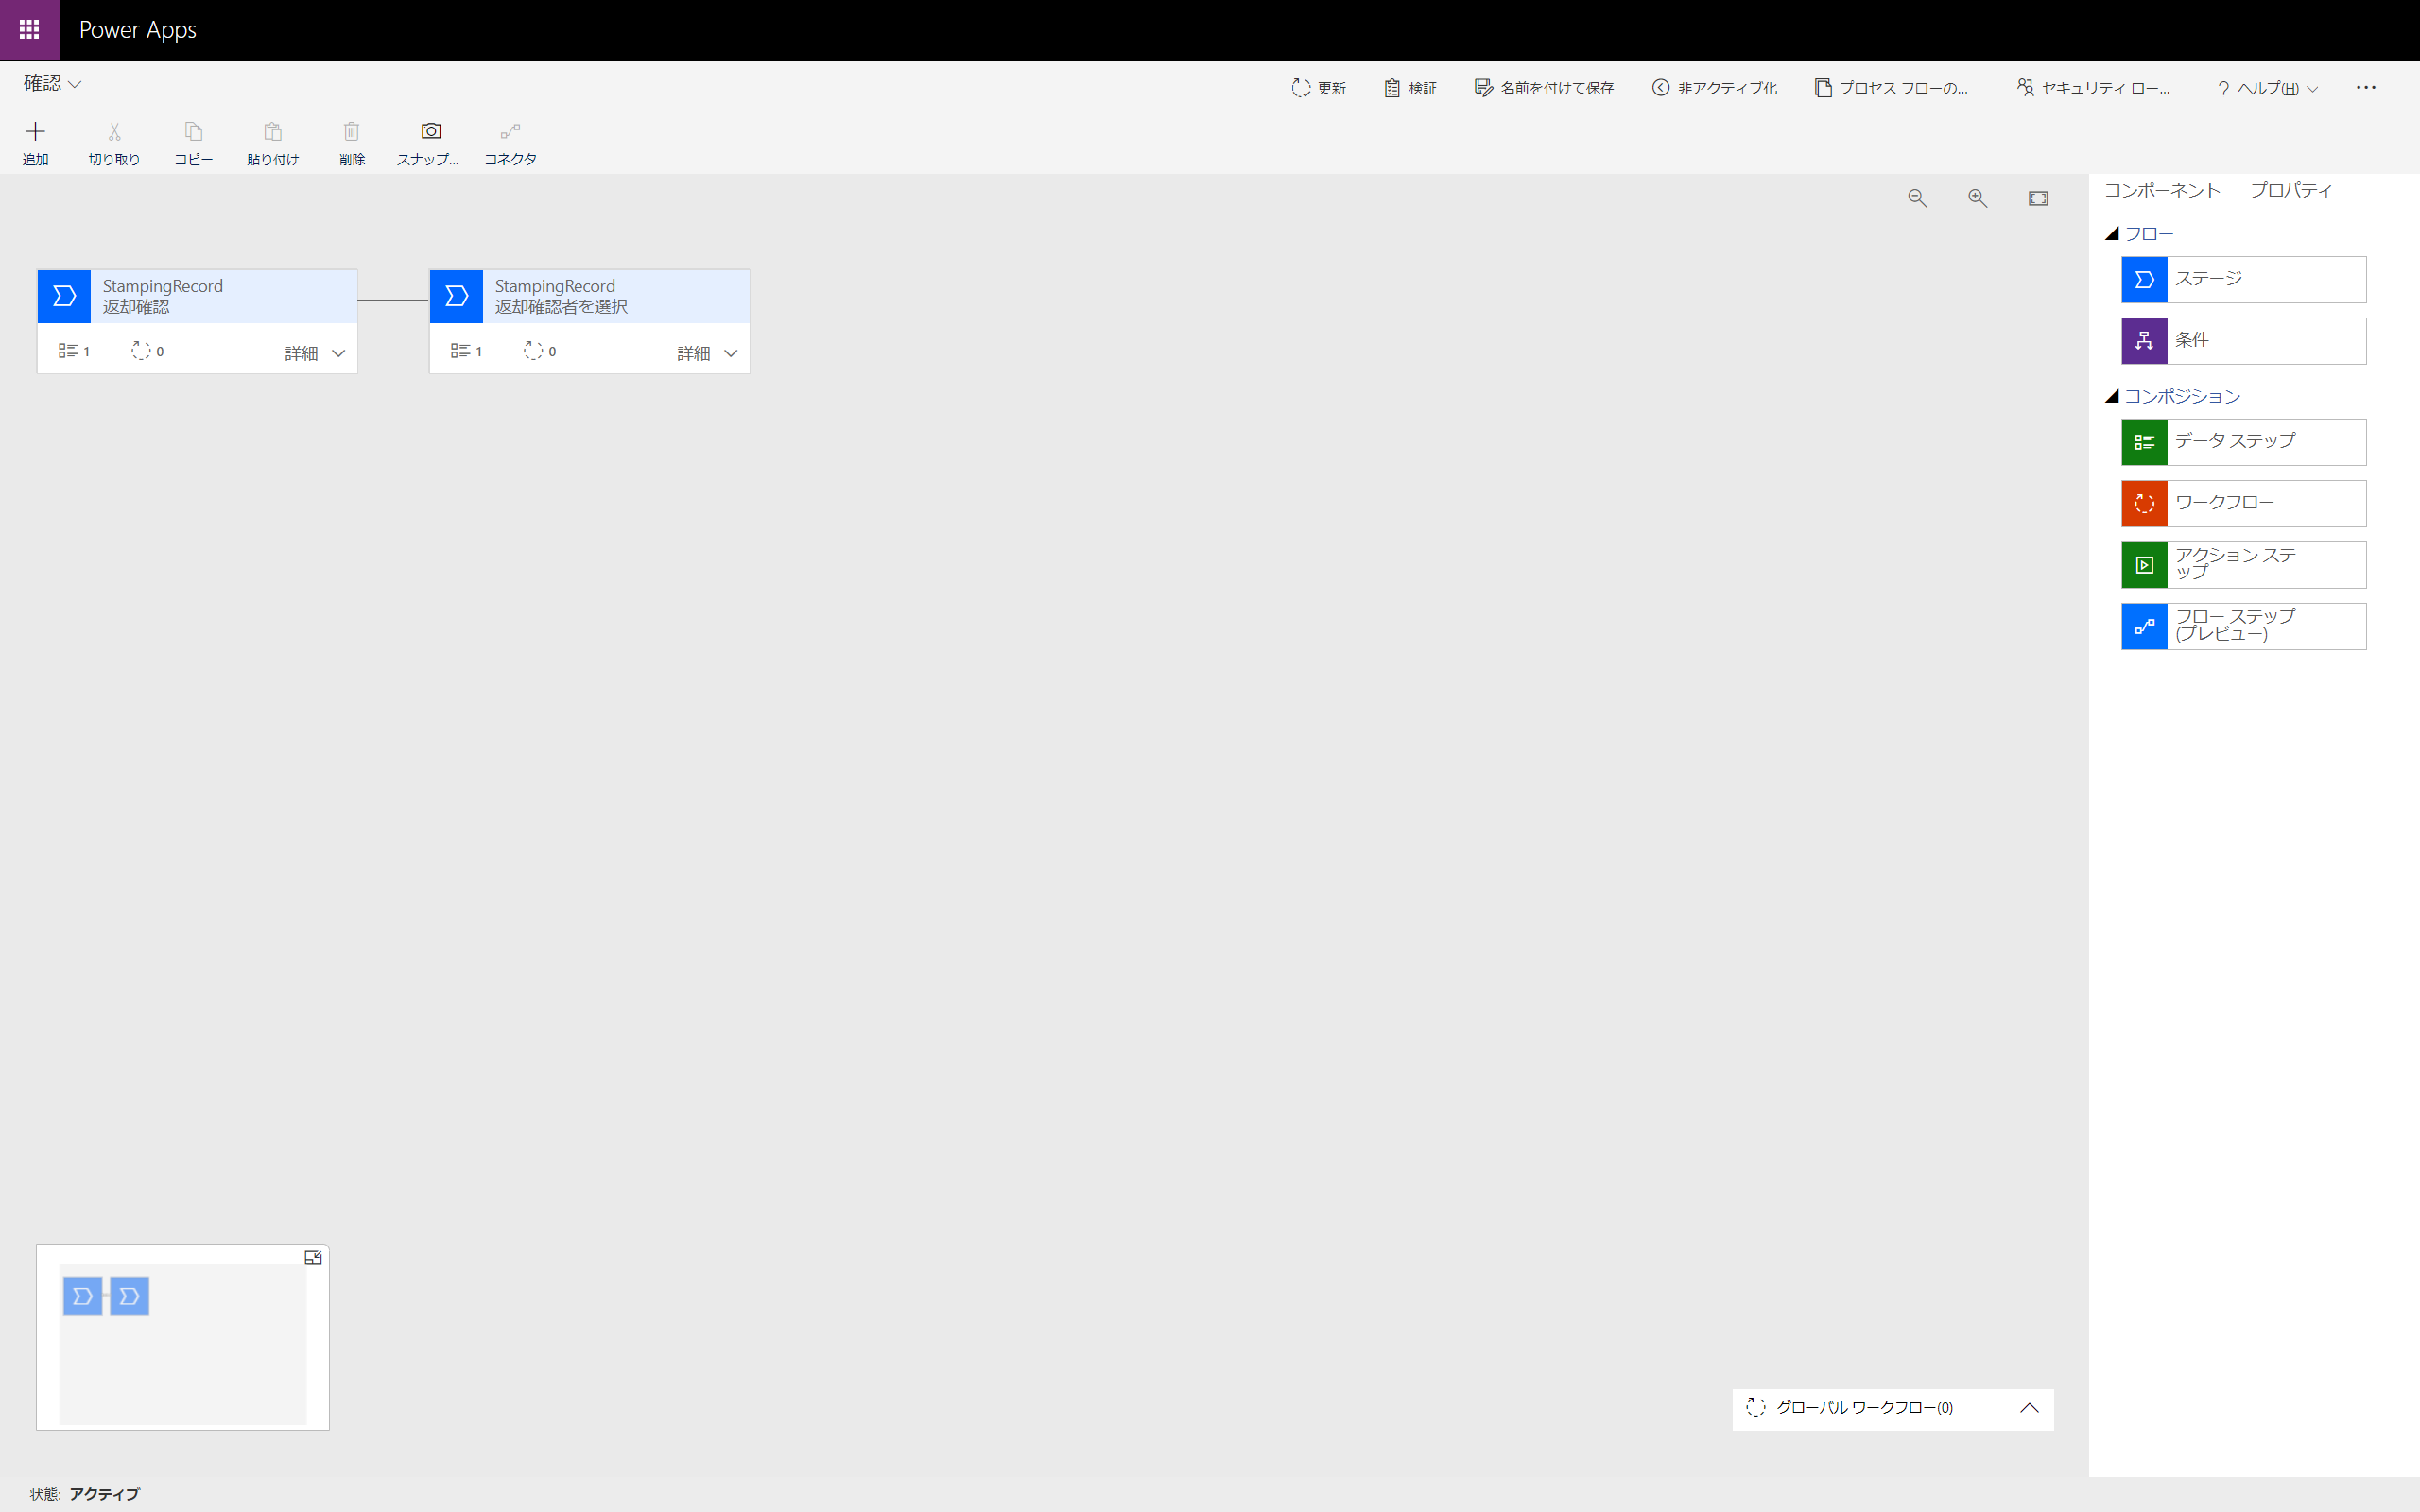 Power Apps
確認
更新
検証
名前を付けて保存
非アクティブ化
プロセス フローの...
セキュリティ ロー...
? ヘルプ(H)
追加
切り取り
コピー
貼り付け
削除
スナップ...
コネクタ
コンポーネント
プロパティ
フロー
ステージ
条件
コンポジション
データ ステップ
ワークフロー
アクション ステ
ップ
フロー ステップ
(プレビュー)
StampingRecord
返却確認
1
0
詳細
StampingRecord
返却確認者を選択
1
0
詳細
グローバル ワークフロー(0)
状態: アクティブ